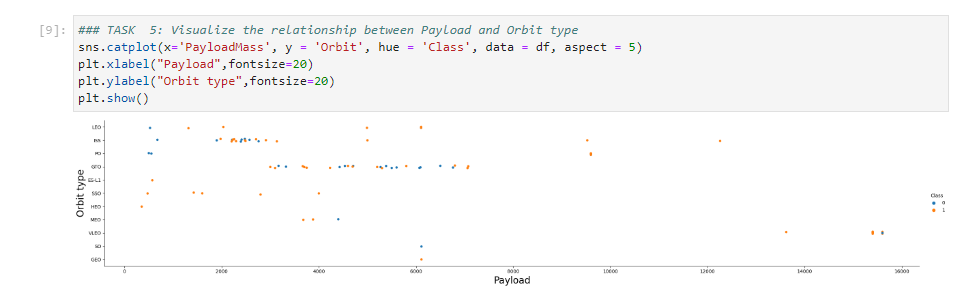 [9]: ### TASK  5: Visualize the relationship between Payload and Orbit type
sns.catplot(x='PayloadMass', y = 'Orbit', hue = 'Class', data = df, aspect = 5)
plt.xlabel("Payload",fontsize=20)
plt.ylabel("Orbit type",fontsize=20)
plt.show()
LEO
ISS
PO
GTO
ES-L1
SSO
HEO
MEO
VLEO
SO
GEO
Orbit type
Class
0
1
0 2000 4000 6000 8000 10000 12000 14000 16000
Payload